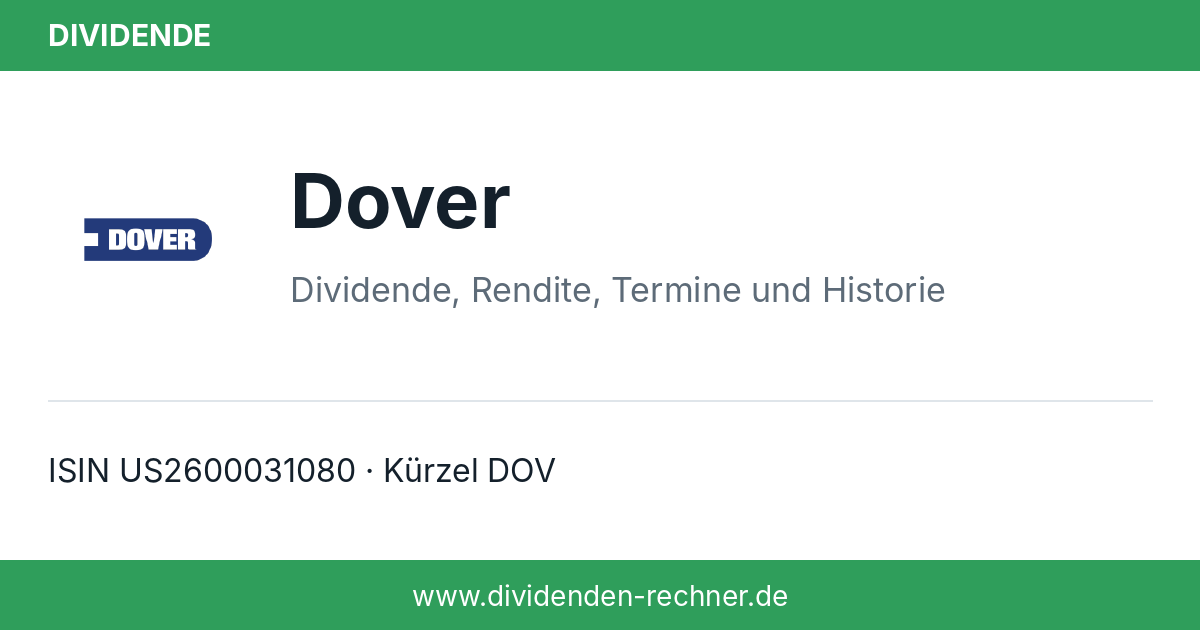 DIVIDENDE
DOVER
Dover
Dividende, Rendite, Termine und Historie
ISIN US2600031080 · Kürzel DOV
www.dividenden-rechner.de